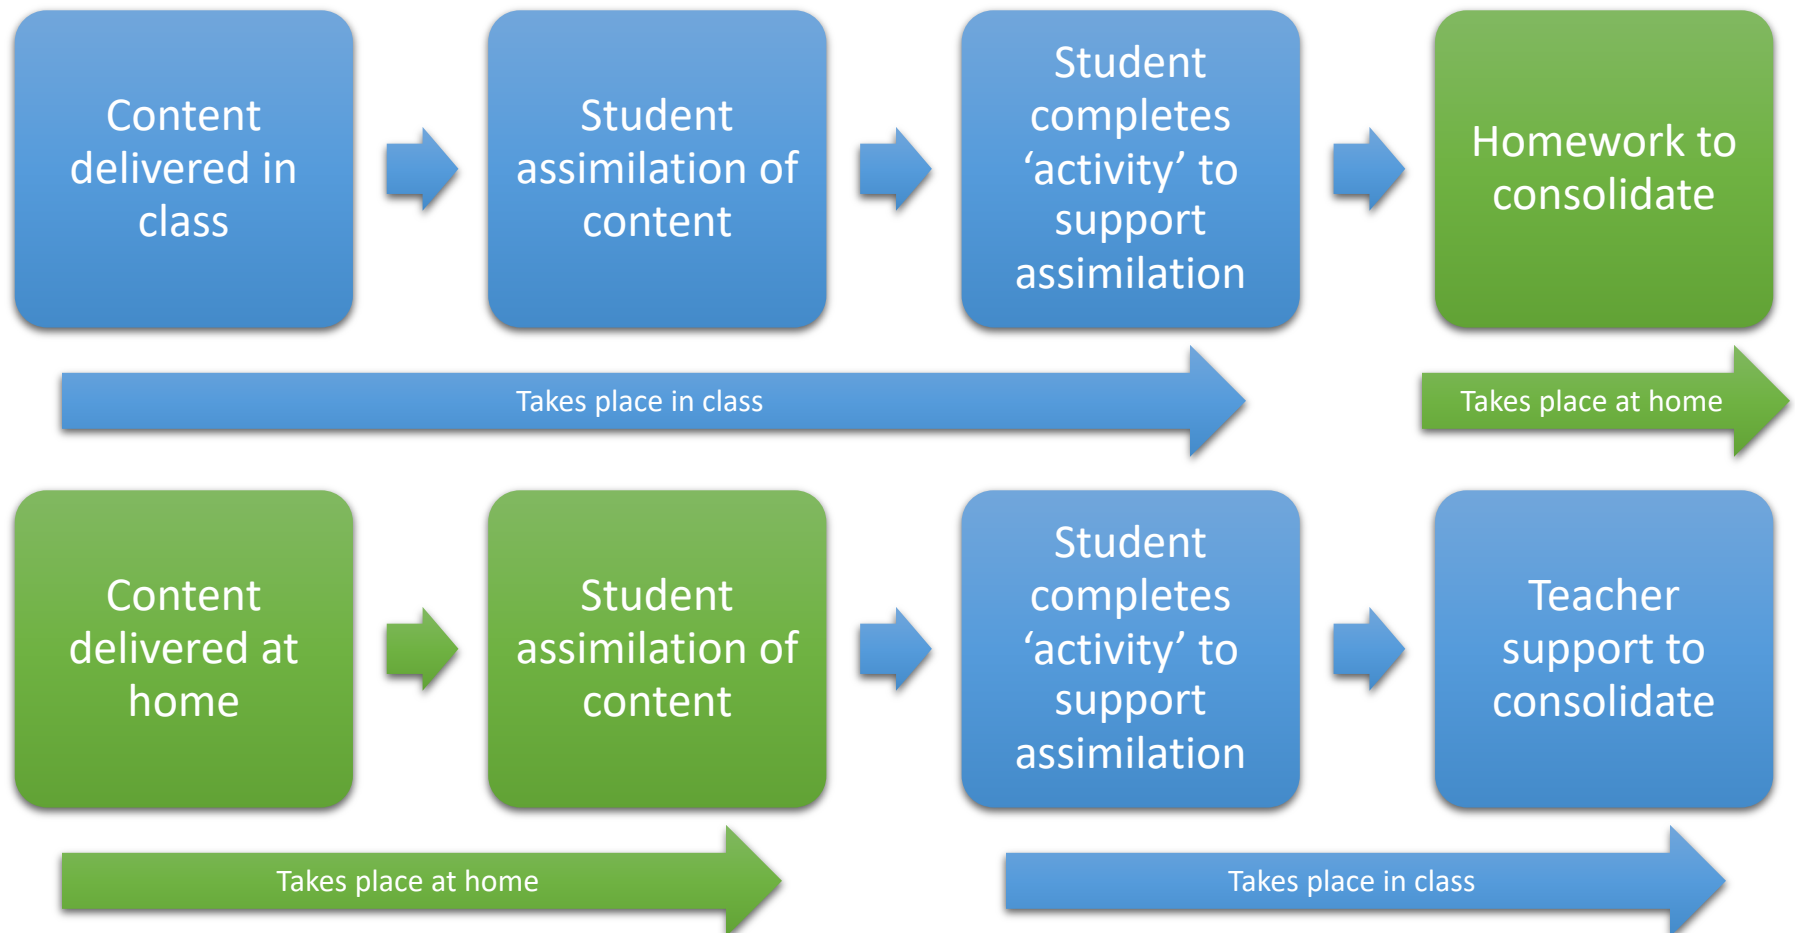 Content
delivered in
class
Student
assimilation of
content
Student
completes
‘activity’ to
support
assimilation
Homework to
consolidate
Takes place in class
Takes place at home
Content
delivered at
home
Student
assimilation of
content
Student
completes
‘activity’ to
support
assimilation
Teacher
support to
consolidate
Takes place at home
Takes place in class